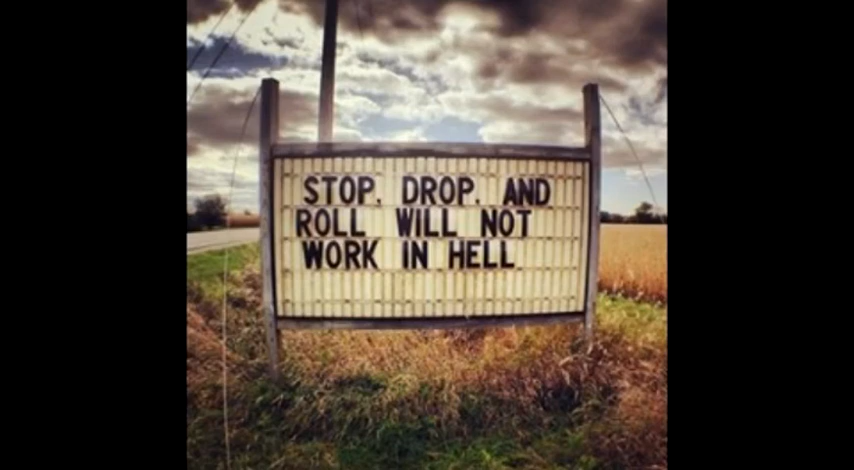 STOP. DROP. AND
ROLL WILL NOT
WORK IN HELL